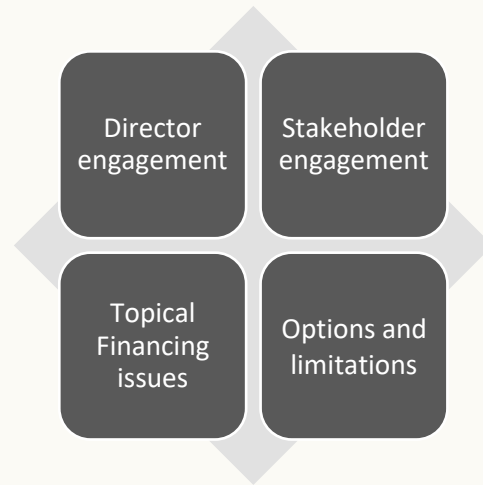 Director
engagement
Stakeholder
engagement
Topical
Financing
issues
Options and
limitations